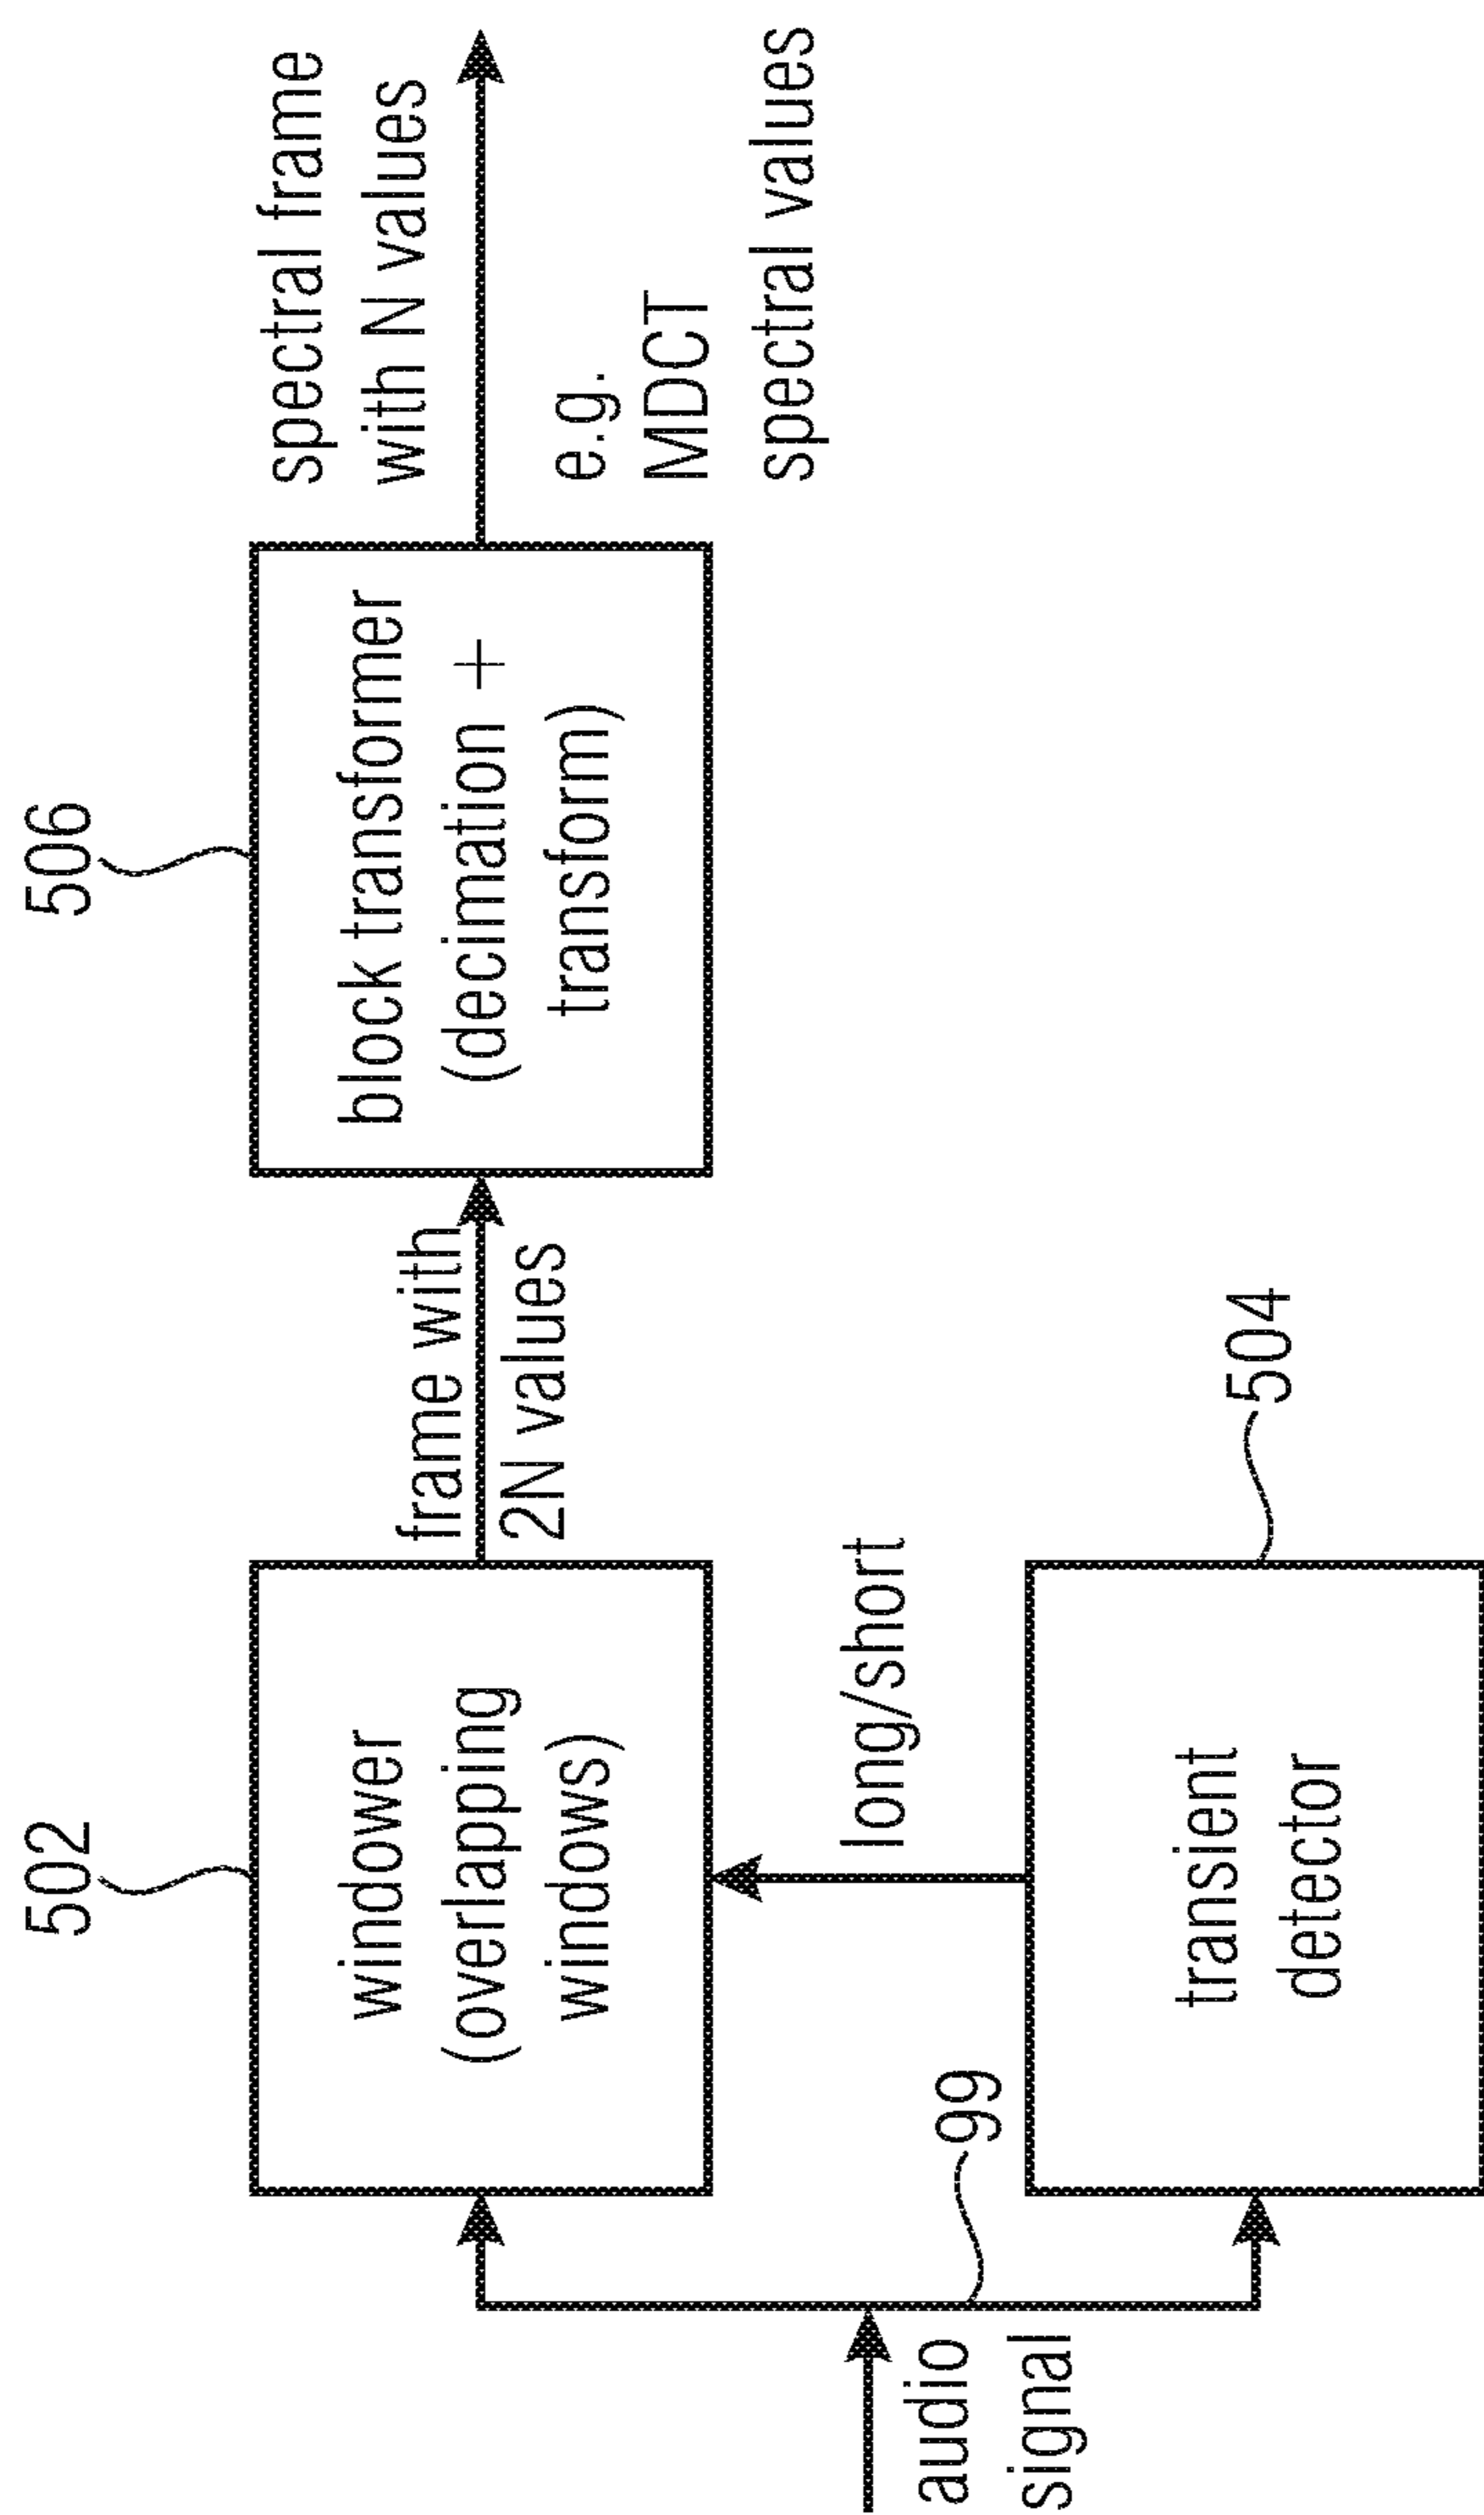 502
windower
(overlapping
windows)
frame with
2N values
506
block transformer
(decimation +
transform)
spectral frame
with N values
e.g.
MDCT
spectral values
long/short
audio
signal
99
transient
detector
504